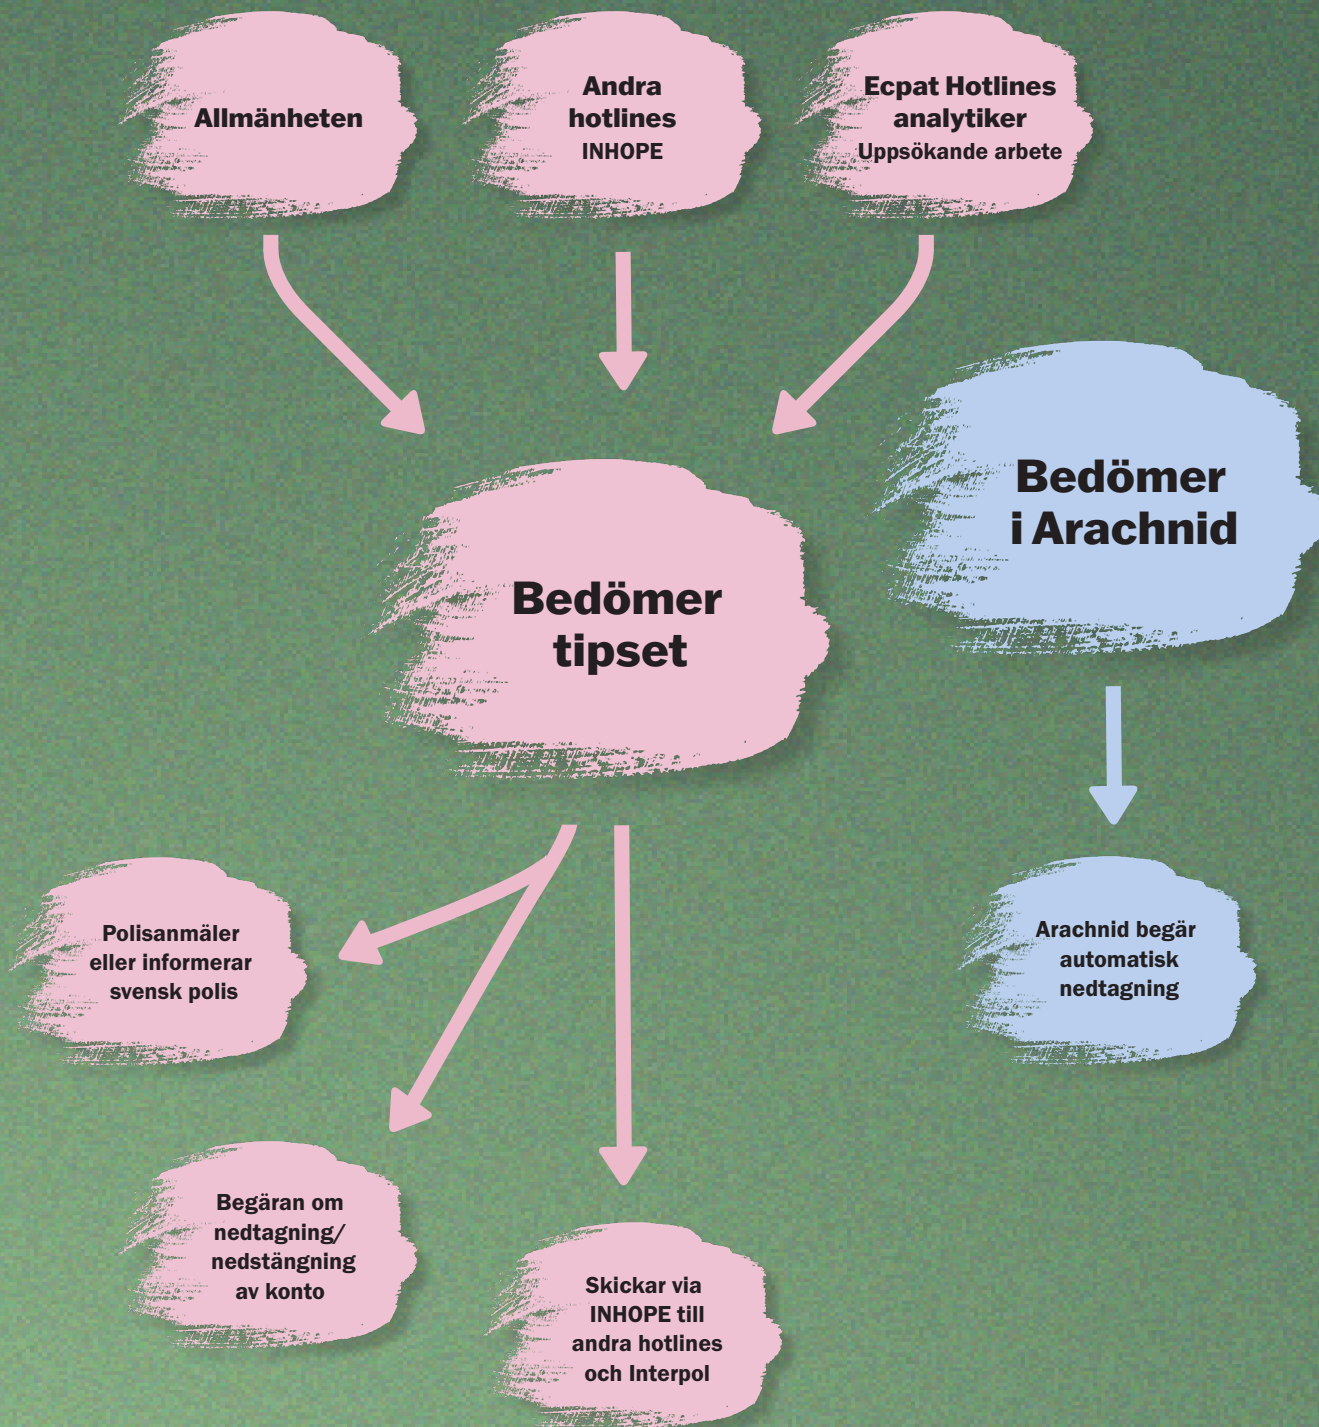 Allmänheten
Andra
hotlines
INHOPE
Ecpat Hotlines
analytiker
Uppsökande arbete
Bedömer
i Arachnid
Bedömer
tipset
Polisanmäler
eller informerar
svensk polis
Arachnid begär
automatisk
nedtagning
Begäran om
nedtagning/
nedstängning
av konto
Skickar via
INHOPE till
andra hotlines
och Interpol